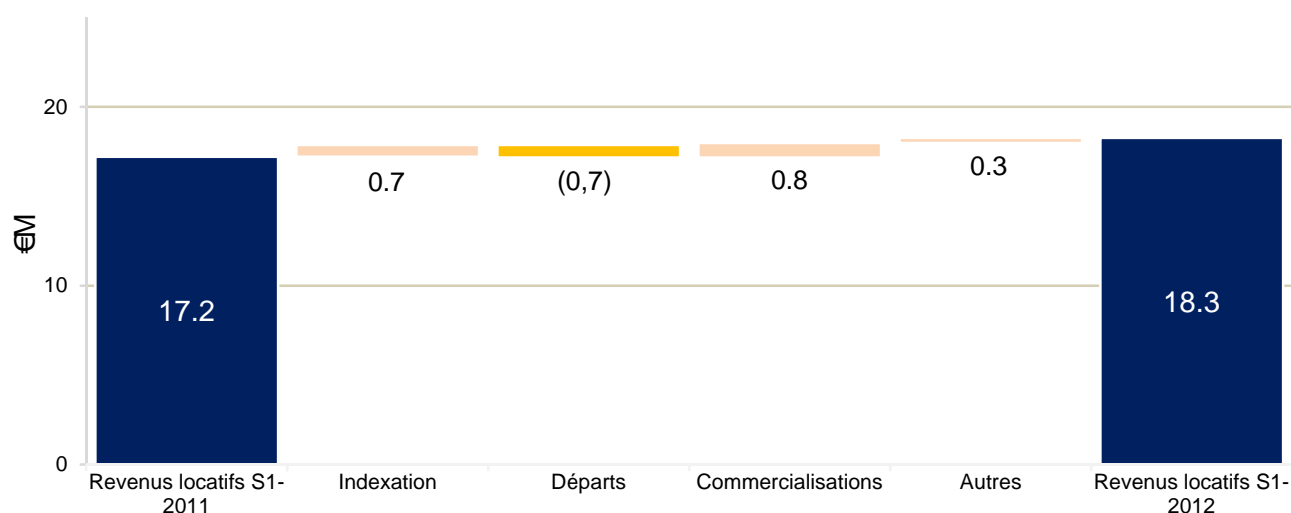 20
10
0
€M
17.2
0.7
(0,7)
0.8
0.3
18.3
Revenus locatifs S1-
2011
Indexation
Départs
Commercialisations
Autres
Revenus locatifs S1-
2012